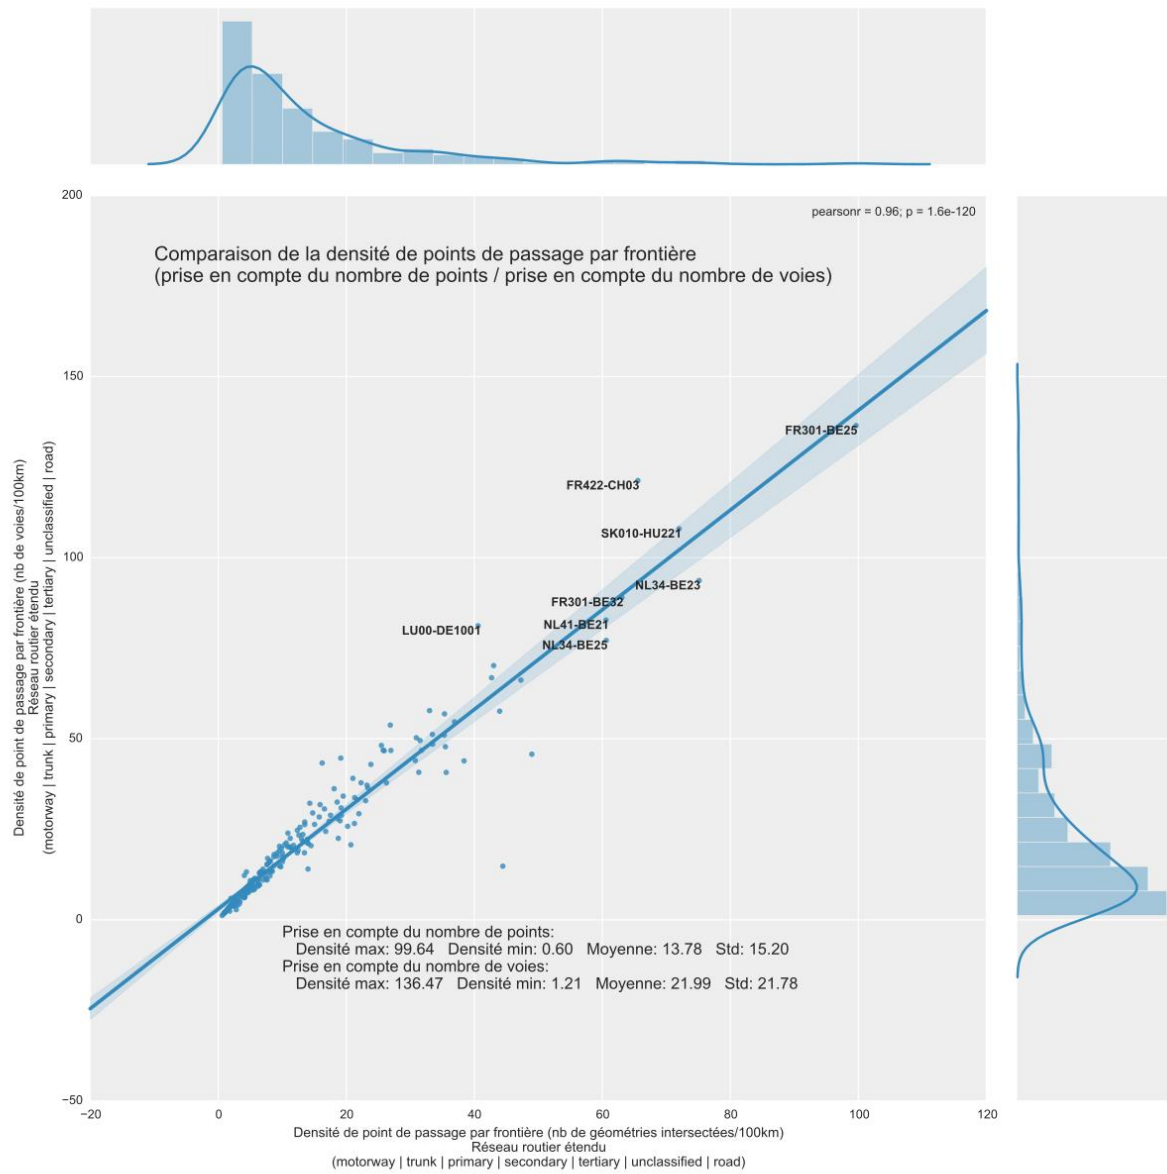 200
pearsonr = 0.96; p = 1.6e-120
Comparaison de la densité de points de passage par frontière
(prise en compte du nombre de points / prise en compte du nombre de voies)
150
FR301-BE25
FR422-CH03
SK010-HU221
100
NL34-BE23
FR301-BE32
NL41-BE21
LU00-DE1001
NL34-BE25
50
0
Prise en compte du nombre de points:
Densité max: 99.64 Densité min: 0.60 Moyenne: 13.78 Std: 15.20
Prise en compte du nombre de voies:
Densité max: 136.47 Densité min: 1.21 Moyenne: 21.99 Std: 21.78
−50
Densité de point de passage par frontière (nb de voies/100km)
Réseau routier étendu
(motorway | trunk | primary | secondary | tertiary | unclassified | road)
−20 0 20 40 60 80 100 120
Densité de point de passage par frontière (nb de géométries intersectées/100km)
Réseau routier étendu
(motorway | trunk | primary | secondary | tertiary | unclassified | road)